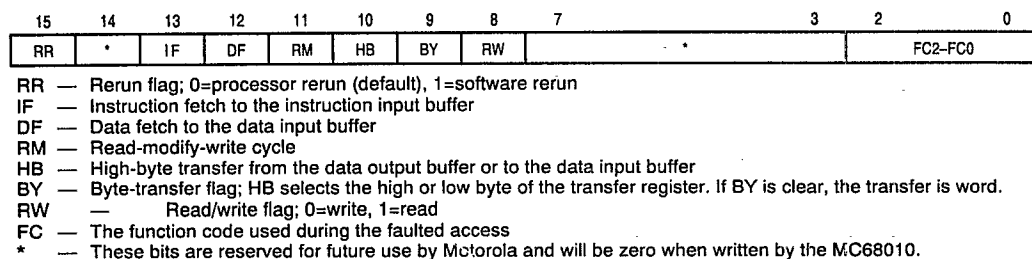 15 14 13 12 11 10 9 8 7 3 2 0
RR * IF DF RM HB BY RW * FC2–FC0
RR — Rerun flag; 0=processor rerun (default), 1=software rerun
IF — Instruction fetch to the instruction input buffer
DF — Data fetch to the data input buffer
RM — Read-modify-write cycle
HB — High-byte transfer from the data output buffer or to the data input buffer
BY — Byte-transfer flag; HB selects the high or low byte of the transfer register. If BY is clear, the transfer is word.
RW — Read/write flag; 0=write, 1=read
FC — The function code used during the faulted access
* — These bits are reserved for future use by Motorola and will be zero when written by the MC68010.